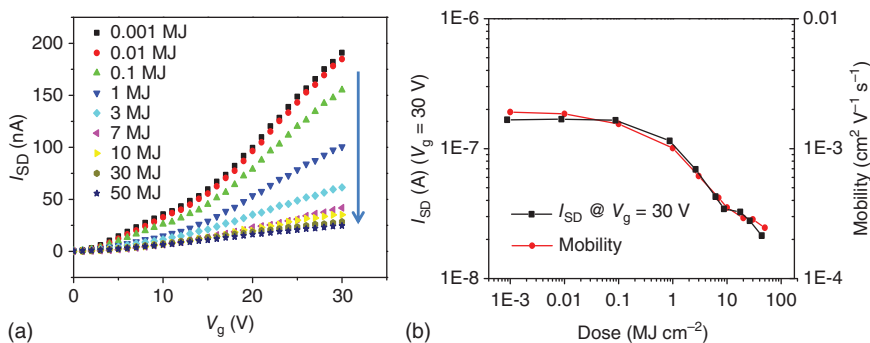 200
150
100
50
0
I_SD (nA)
0.001 MJ
0.01 MJ
0.1 MJ
1 MJ
3 MJ
7 MJ
10 MJ
30 MJ
50 MJ
0 10 20 30
V_g (V)
(a)
1E-6
1E-7
1E-8
I_SD (A) (V_g = 30 V)
I_SD @ V_g = 30 V
Mobility
0.01
1E-3
1E-4
Mobility (cm² V⁻¹ s⁻¹)
1E-3 0.01 0.1 1 10 100
Dose (MJ cm⁻²)
(b)